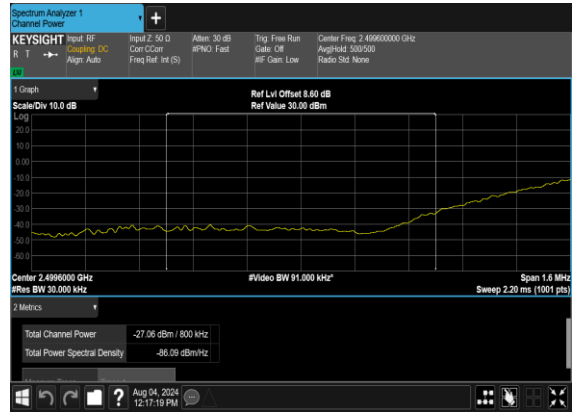 Spectrum Analyzer 1
Channel Power
+
KEYSIGHT Input: RF Input Z: 50 Ω Atten: 30 dB Trig: Free Run Center Freq: 2.499600000 GHz
R T Coupling: DC Corr CCorr #PNO: Fast Gate: Off Avg|Hold: 500/500
Align: Auto Freq Ref: Int (S) #IF Gain: Low Radio Std: None
1 Graph
Ref Lvl Offset 8.60 dB
Scale/Div 10.0 dB Ref Value 30.00 dBm
Log
20.0
10.0
0.00
-10.0
-20.0
-30.0
-40.0
-50.0
-60.0
Center 2.4996000 GHz #Video BW 91.000 kHz* Span 1.6 MHz
#Res BW 30.000 kHz Sweep 2.20 ms (1001 pts)
2 Metrics
Total Channel Power -27.06 dBm / 800 kHz
Total Power Spectral Density -86.09 dBm/Hz
? Aug 04, 2024
12:17:19 PM